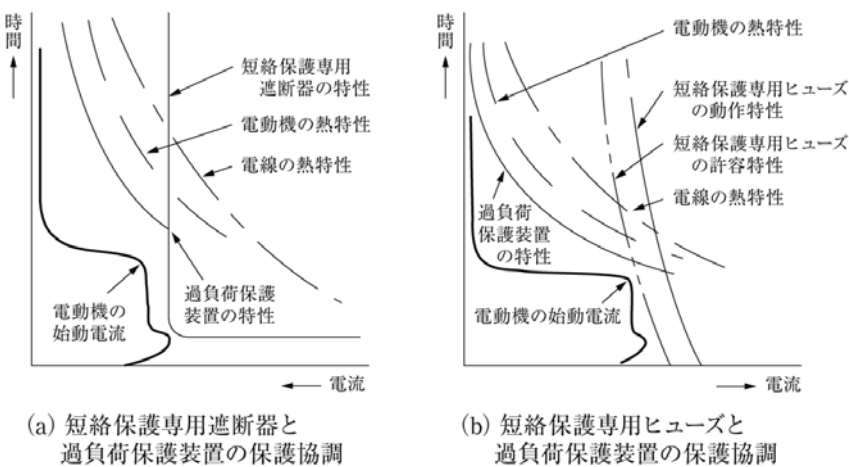 時間
短絡保護専用
遮断器の特性
電動機の熱特性
電線の熱特性
過負荷保護
装置の特性
電動機の
始動電流
電流
(a) 短絡保護専用遮断器と
過負荷保護装置の保護協調
時間
電動機の熱特性
短絡保護専用ヒューズ
の動作特性
短絡保護専用ヒューズ
の許容特性
電線の熱特性
過負荷
保護装置
の特性
電動機の始動電流
電流
(b) 短絡保護専用ヒューズと
過負荷保護装置の保護協調